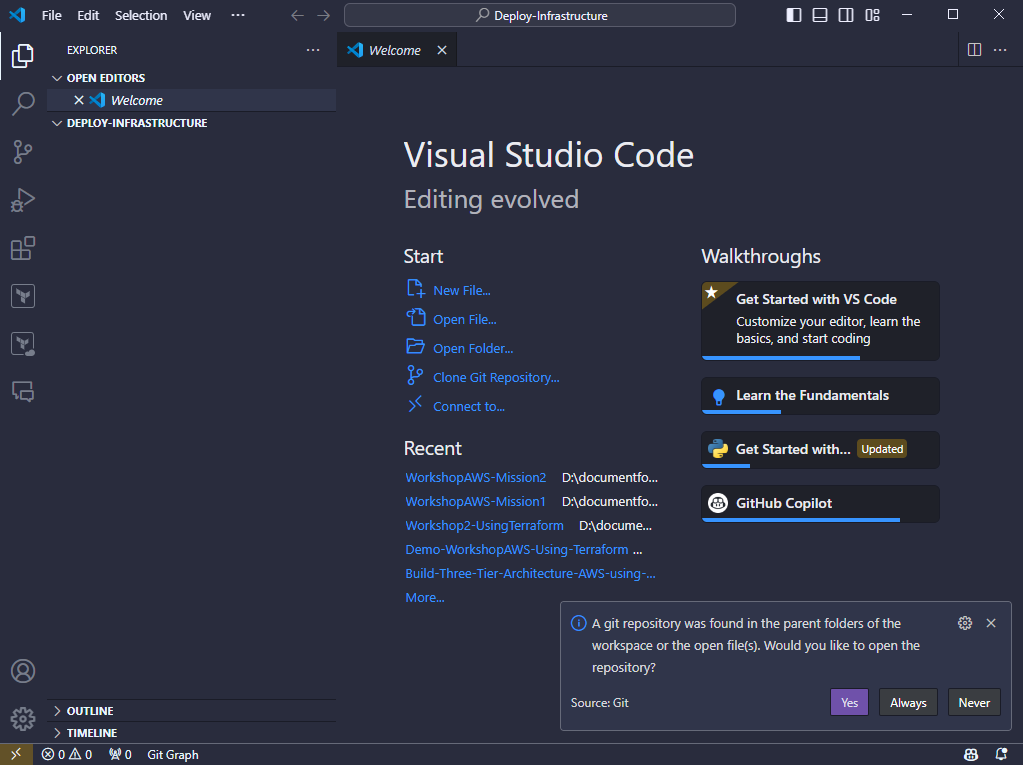 File Edit Selection View ··· Deploy-Infrastructure
EXPLORER ···
OPEN EDITORS
Welcome
DEPLOY-INFRASTRUCTURE
OUTLINE
TIMELINE
Welcome
Visual Studio Code
Editing evolved
Start
New File...
Open File...
Open Folder...
Clone Git Repository...
Connect to...
Recent
WorkshopAWS-Mission2 D:\documentfo...
WorkshopAWS-Mission1 D:\documentfo...
Workshop2-UsingTerraform D:\docume...
Demo-WorkshopAWS-Using-Terraform ...
Build-Three-Tier-Architecture-AWS-using-...
More...
Walkthroughs
Get Started with VS Code
Customize your editor, learn the
basics, and start coding
Learn the Fundamentals
Get Started with... Updated
GitHub Copilot
A git repository was found in the parent folders of the
workspace or the open file(s). Would you like to open the
repository?
Source: Git Yes Always Never
0 0 0 Git Graph